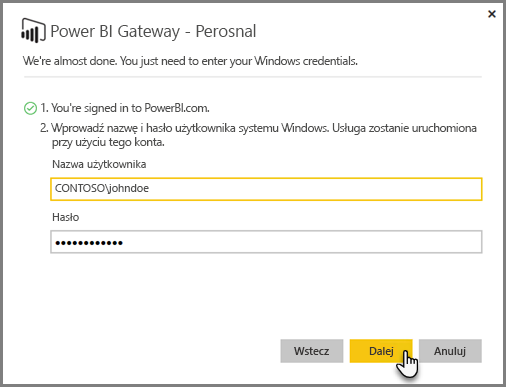 Power BI Gateway - Perosnal
We're almost done. You just need to enter your Windows credentials.
1. You're signed in to PowerBI.com.
2. Wprowadź nazwę i hasło użytkownika systemu Windows. Usługa zostanie uruchomiona
przy użyciu tego konta.
Nazwa użytkownika
CONTOSO\johndoe
Hasło
••••••••••••
Wstecz Dalej Anuluj